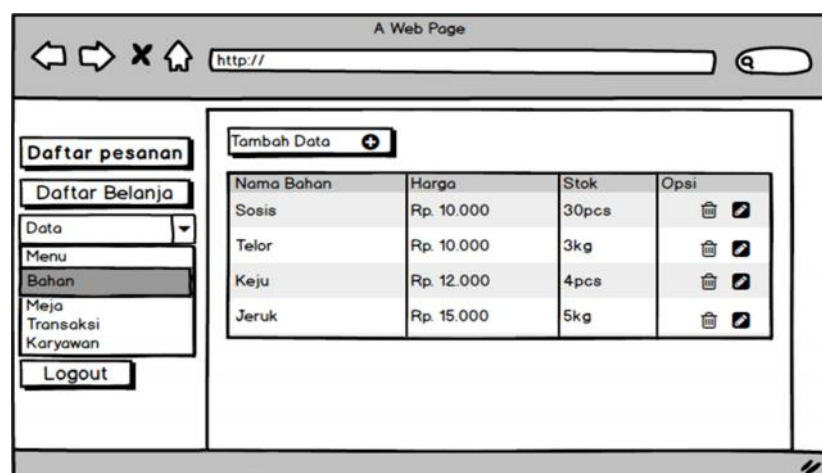 A Web Page
http://
Daftar pesanan
Daftar Belanja
Data
Menu
Bahan
Meja
Transaksi
Karyawan
Logout
Tambah Data
Nama Bahan Harga Stok Opsi
Sosis Rp. 10.000 30pcs
Telor Rp. 10.000 3kg
Keju Rp. 12.000 4pcs
Jeruk Rp. 15.000 5kg